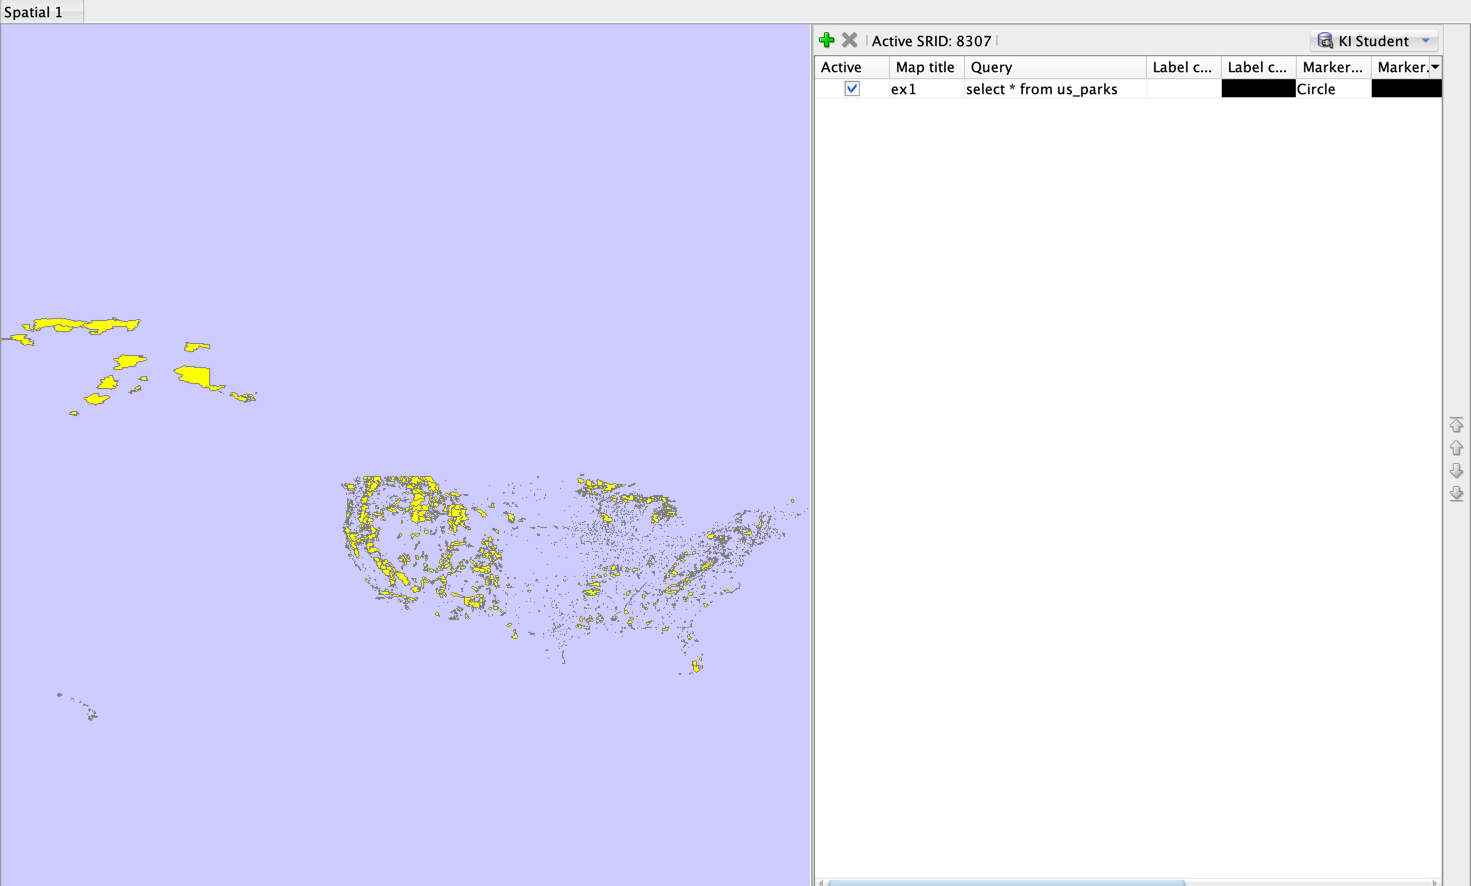 Spatial 1
Active SRID: 8307
KI Student
Active Map title Query Label c... Label c... Marker... Marker.
ex1 select * from us_parks Circle